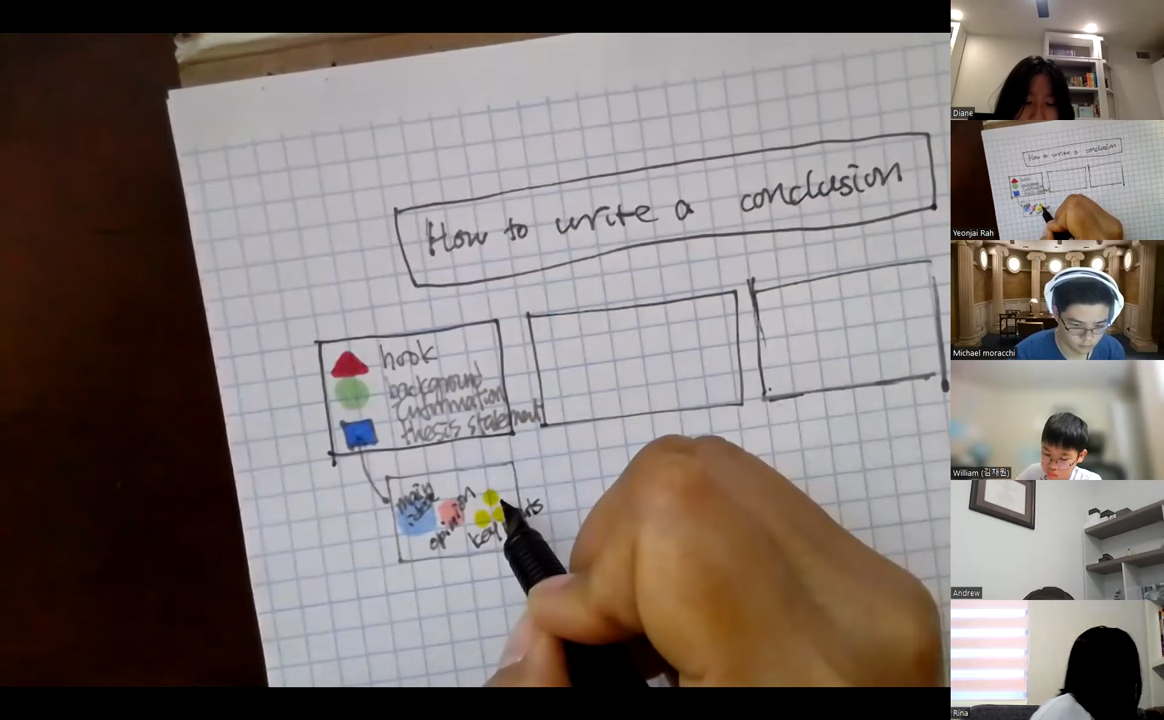 How to write a conclusion
hook
background
information
thesis statement
main
opinion
key
Diane
Yeonjai Rah
Michael moracchi
William (김재원)
Andrew
Rina